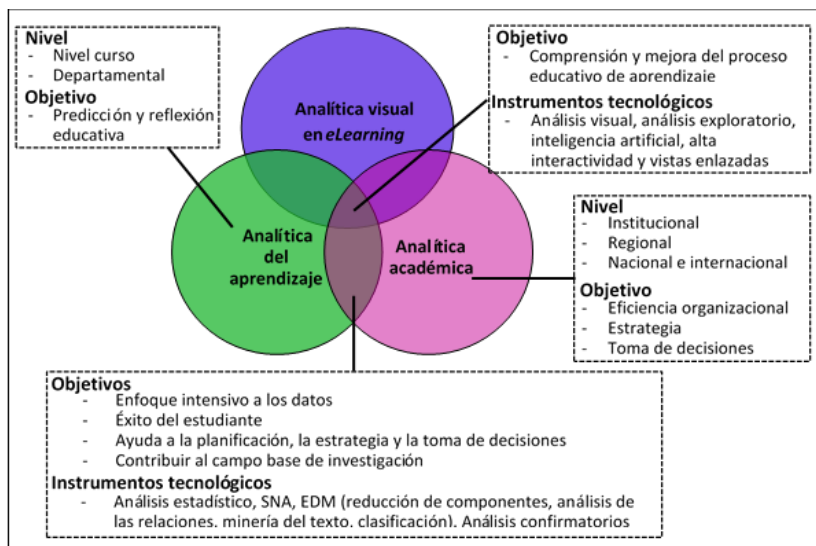 Nivel
- Nivel curso
- Departamental
Objetivo
- Predicción y reflexión
educativa
Analítica visual
en eLearning
Objetivo
- Comprensión y mejora del proceso
educativo de aprendizaje
Instrumentos tecnológicos
- Análisis visual, análisis exploratorio,
inteligencia artificial, alta
interactividad y vistas enlazadas
Analítica
del
aprendizaje
Analítica
académica
Nivel
- Institucional
- Regional
- Nacional e internacional
Objetivo
- Eficiencia organizacional
- Estrategia
- Toma de decisiones
Objetivos
- Enfoque intensivo a los datos
- Éxito del estudiante
- Ayuda a la planificación, la estrategia y la toma de decisiones
- Contribuir al campo base de investigación
Instrumentos tecnológicos
- Análisis estadístico, SNA, EDM (reducción de componentes, análisis de
las relaciones, minería del texto, clasificación). Análisis confirmatorios